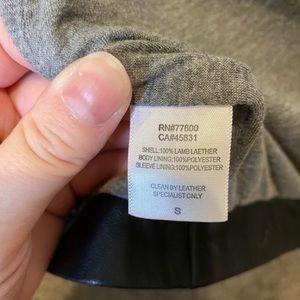 RN#77600
CA#45831
SHELL:100% LAMB LAETHER
BODY LINING:100%POLYESTER
SLEEVE LINING:100%POLYESTER
CLEAN BY LEATHER
SPECIALIST ONLY
S